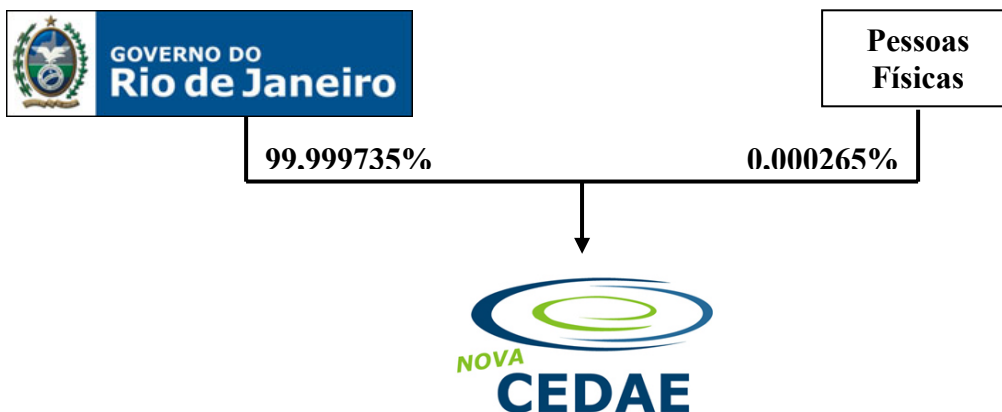 GOVERNO DO
Rio de Janeiro
Pessoas
Físicas
99,999735%
0,000265%
NOVA
CEDAE